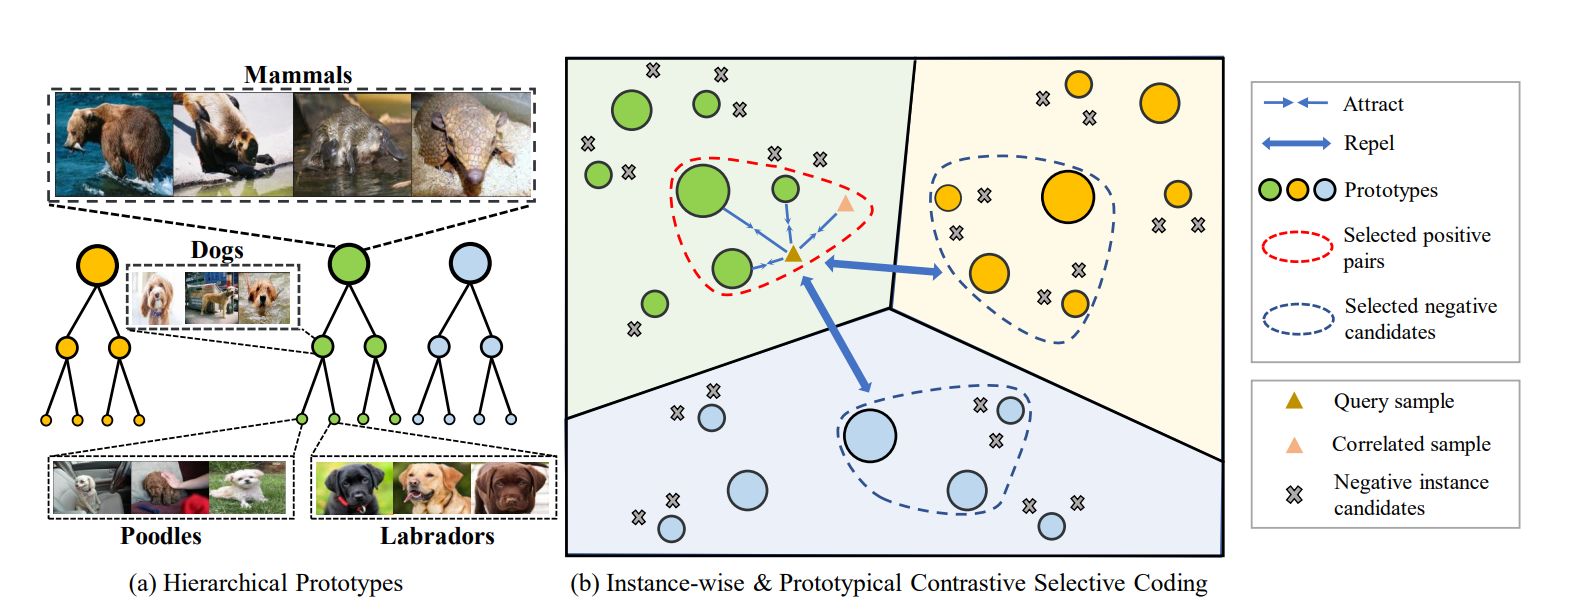 Mammals
Dogs
Poodles
Labradors
(a) Hierarchical Prototypes
(b) Instance-wise & Prototypical Contrastive Selective Coding
Attract
Repel
Prototypes
Selected positive
pairs
Selected negative
candidates
Query sample
Correlated sample
Negative instance
candidates